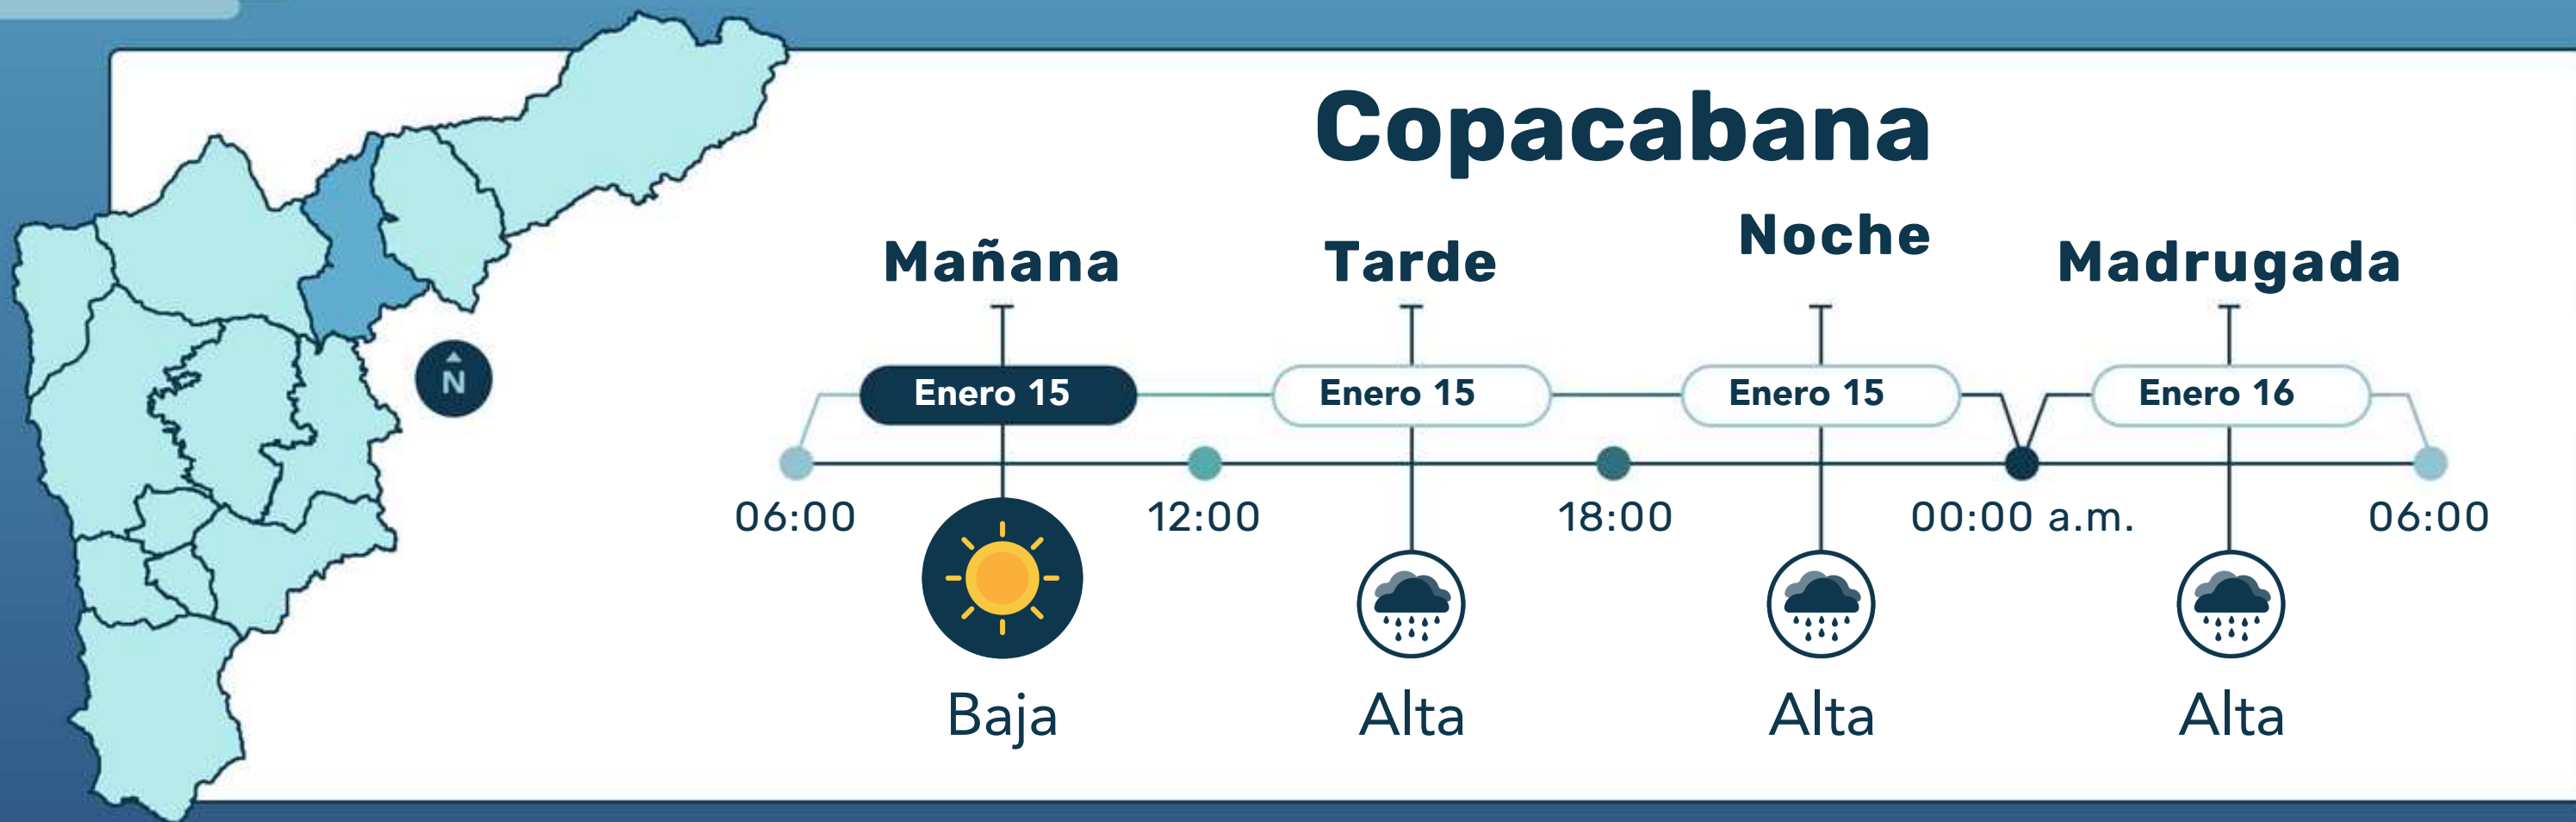 Copacabana
Mañana
Tarde
Noche
Madrugada
Enero 15
Enero 15
Enero 15
Enero 16
N
06:00
12:00
18:00
00:00 a.m.
06:00
Baja
Alta
Alta
Alta